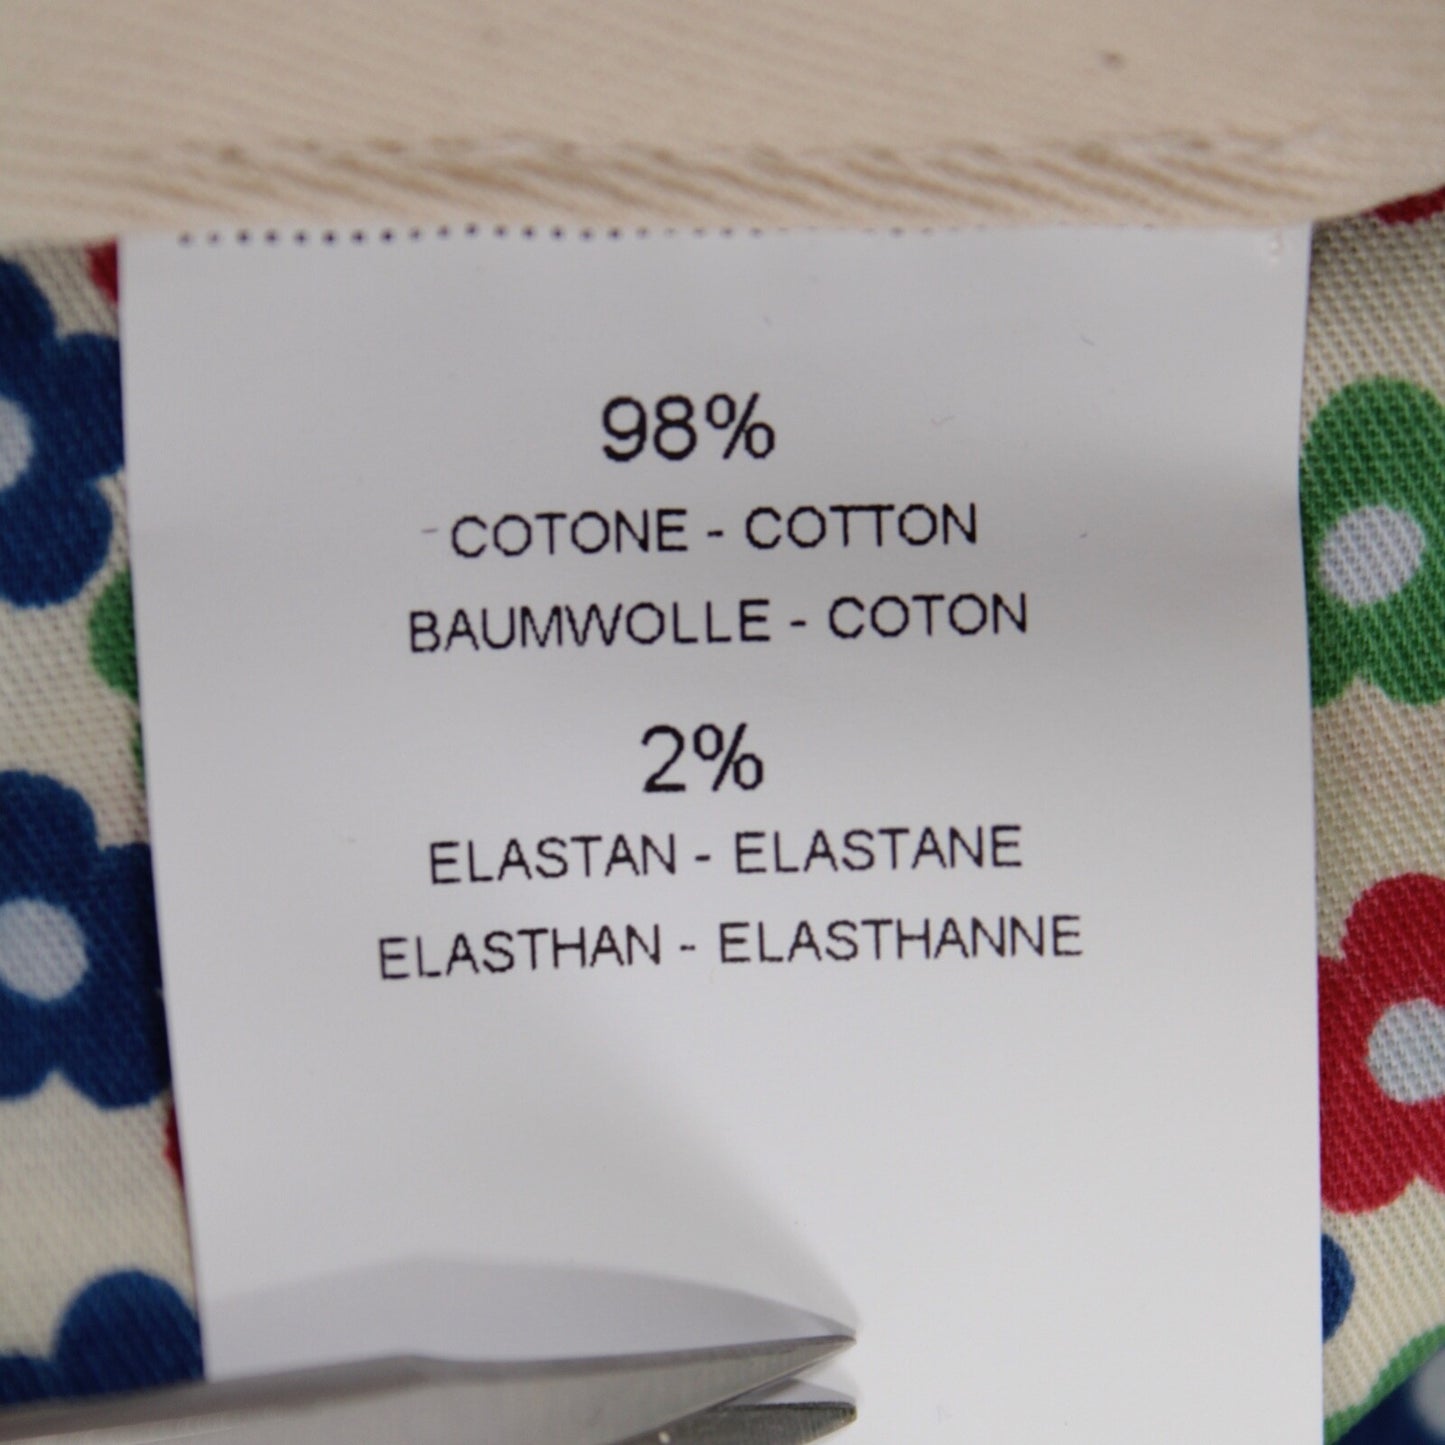 98%
COTONE - COTTON
BAUMWOLLE - COTON
2%
ELASTAN - ELASTANE
ELASTHAN - ELASTHANNE